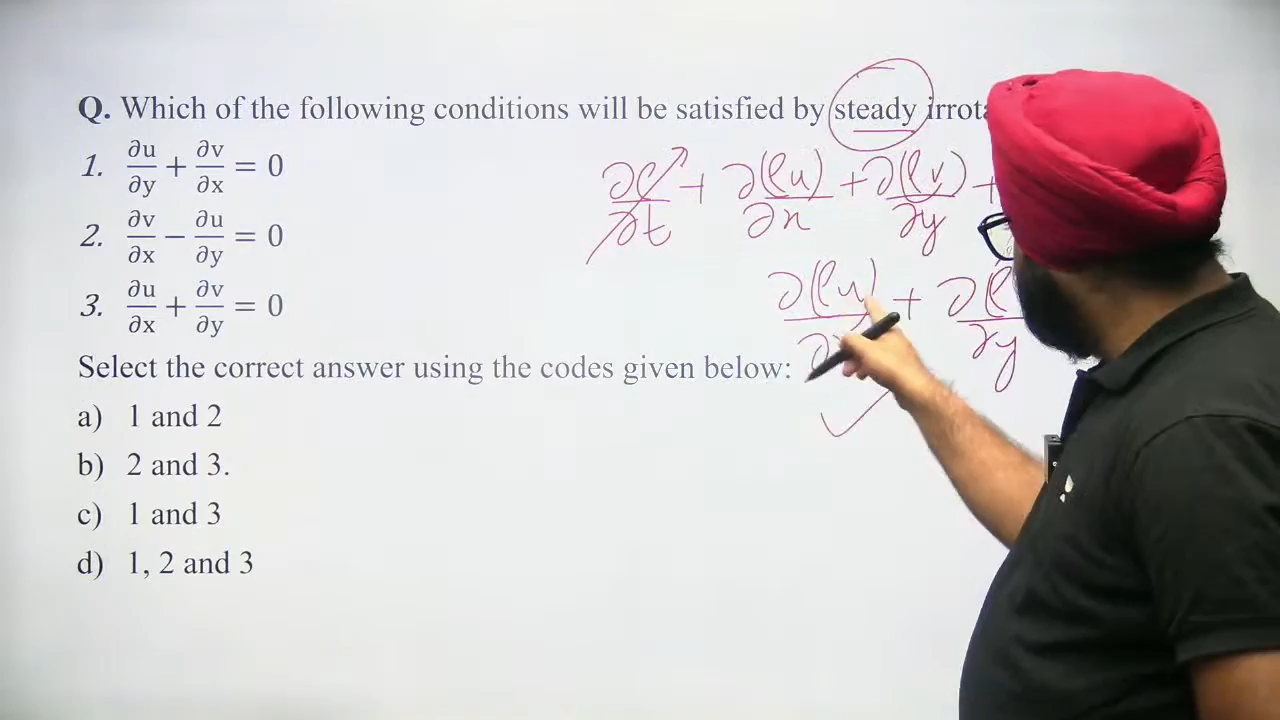 Q. Which of the following conditions will be satisfied by steady
∂ρ/∂t + ∂(ρu)/∂x + ∂(ρv)/∂y +
1. ∂u/∂y + ∂v/∂x = 0
2. ∂v/∂x − ∂u/∂y = 0
3. ∂u/∂x + ∂v/∂y = 0
Select the correct answer using the codes given below:
a) 1 and 2
b) 2 and 3.
c) 1 and 3
d) 1, 2 and 3